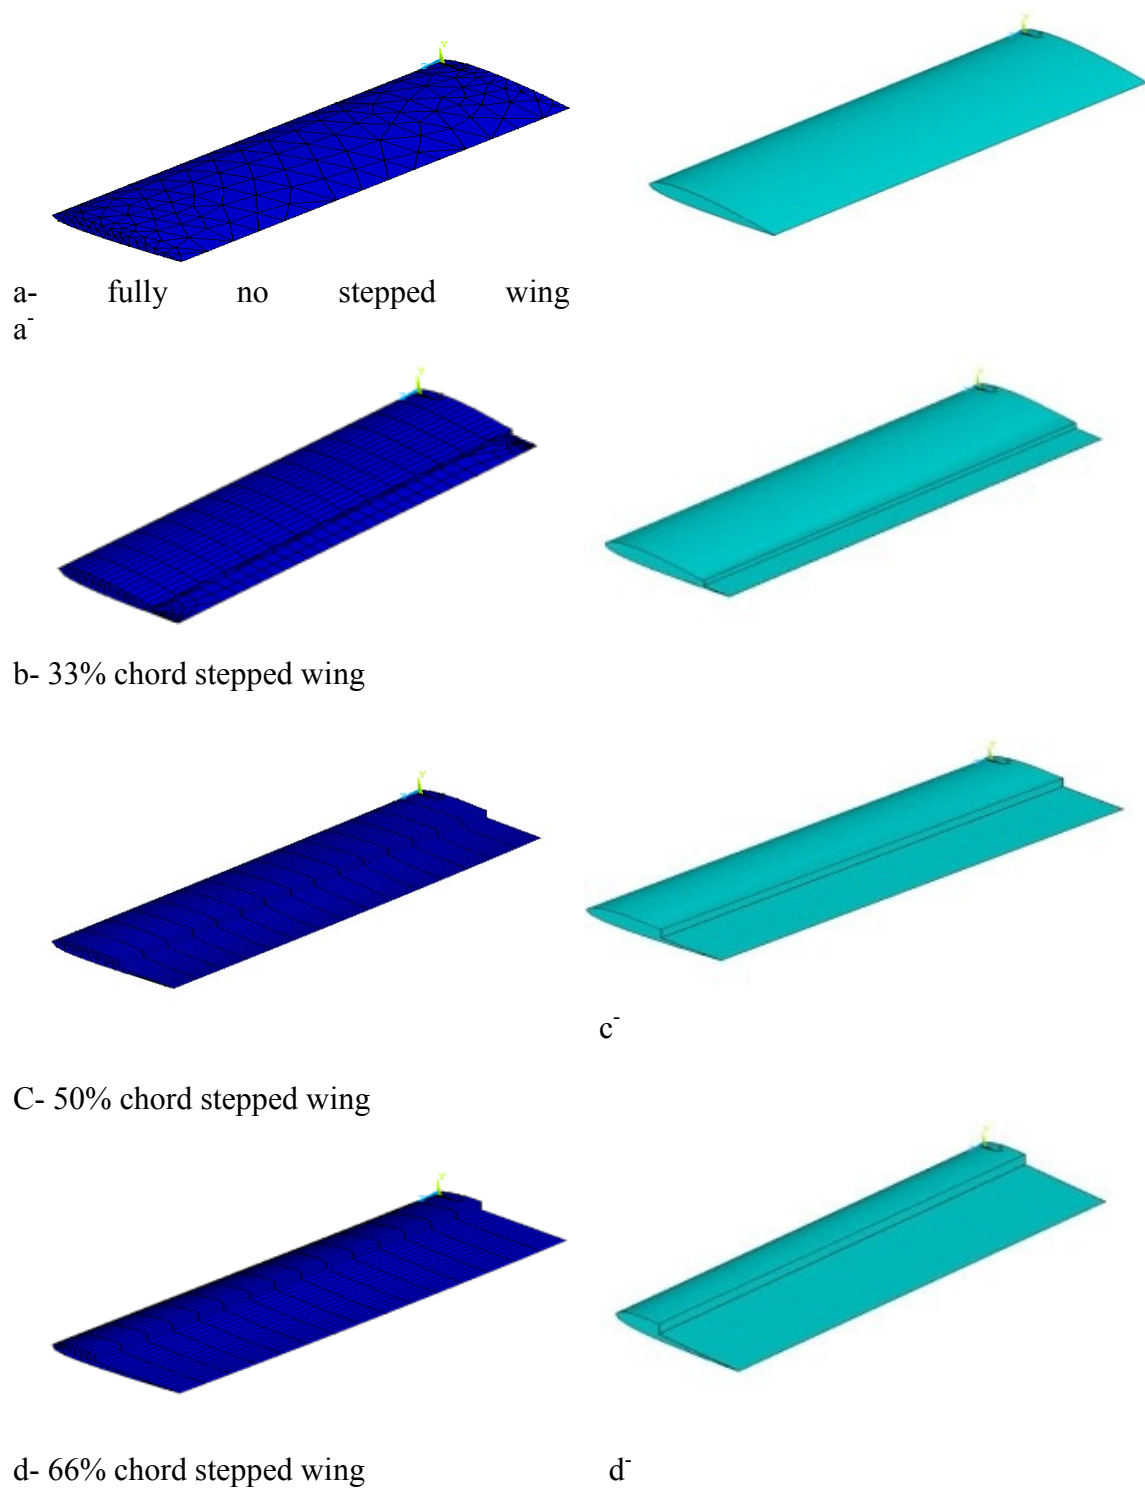 a- fully no stepped wing
a⁻
b- 33% chord stepped wing
c⁻
C- 50% chord stepped wing
d- 66% chord stepped wing d⁻